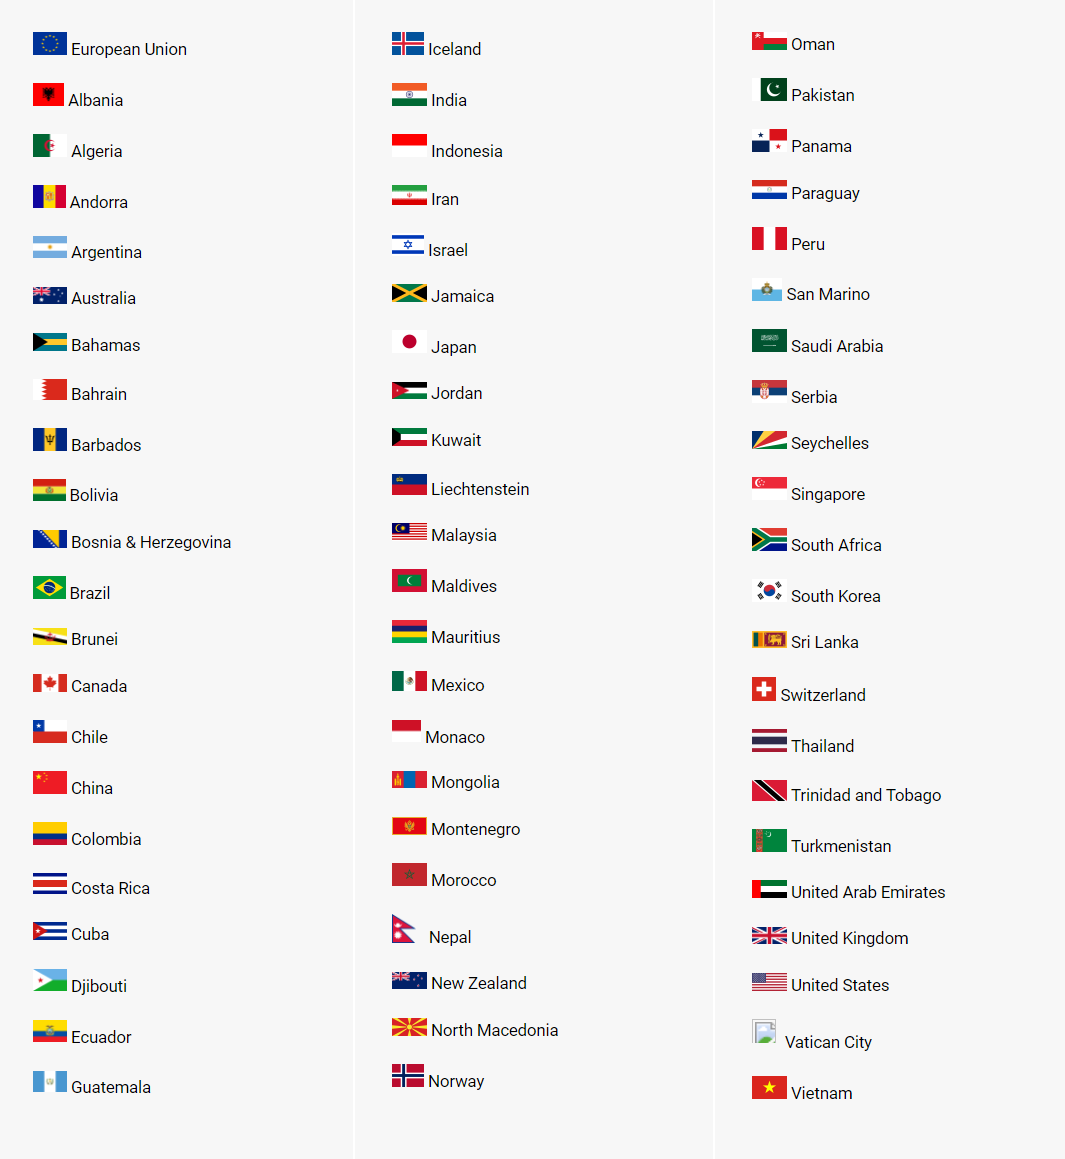 European Union
Albania
Algeria
Andorra
Argentina
Australia
Bahamas
Bahrain
Barbados
Bolivia
Bosnia & Herzegovina
Brazil
Brunei
Canada
Chile
China
Colombia
Costa Rica
Cuba
Djibouti
Ecuador
Guatemala
Iceland
India
Indonesia
Iran
Israel
Jamaica
Japan
Jordan
Kuwait
Liechtenstein
Malaysia
Maldives
Mauritius
Mexico
Monaco
Mongolia
Montenegro
Morocco
Nepal
New Zealand
North Macedonia
Norway
Oman
Pakistan
Panama
Paraguay
Peru
San Marino
Saudi Arabia
Serbia
Seychelles
Singapore
South Africa
South Korea
Sri Lanka
Switzerland
Thailand
Trinidad and Tobago
Turkmenistan
United Arab Emirates
United Kingdom
United States
Vatican City
Vietnam